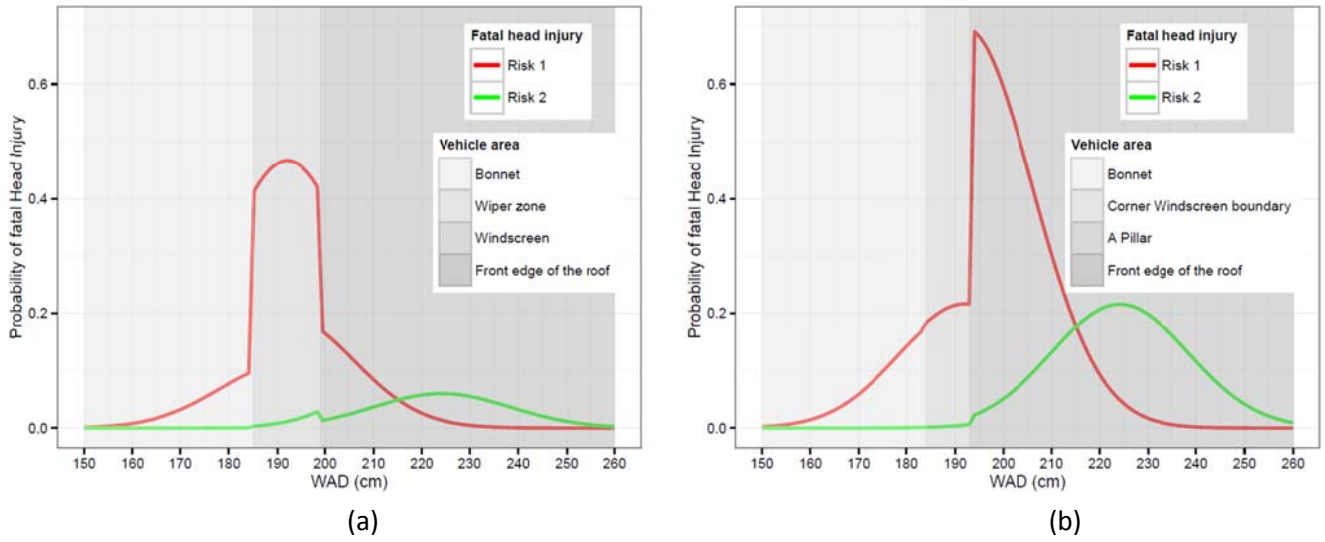 Probability of fatal Head Injury
0.6
0.4
0.2
0.0
Fatal head injury
Risk 1
Risk 2
Vehicle area
Bonnet
Wiper zone
Windscreen
Front edge of the roof
150 160 170 180 190 200 210 220 230 240 250 260
WAD (cm)
(a)
Probability of fatal Head Injury
0.6
0.4
0.2
0.0
Fatal head injury
Risk 1
Risk 2
Vehicle area
Bonnet
Corner Windscreen boundary
A Pillar
Front edge of the roof
150 160 170 180 190 200 210 220 230 240 250 260
WAD (cm)
(b)